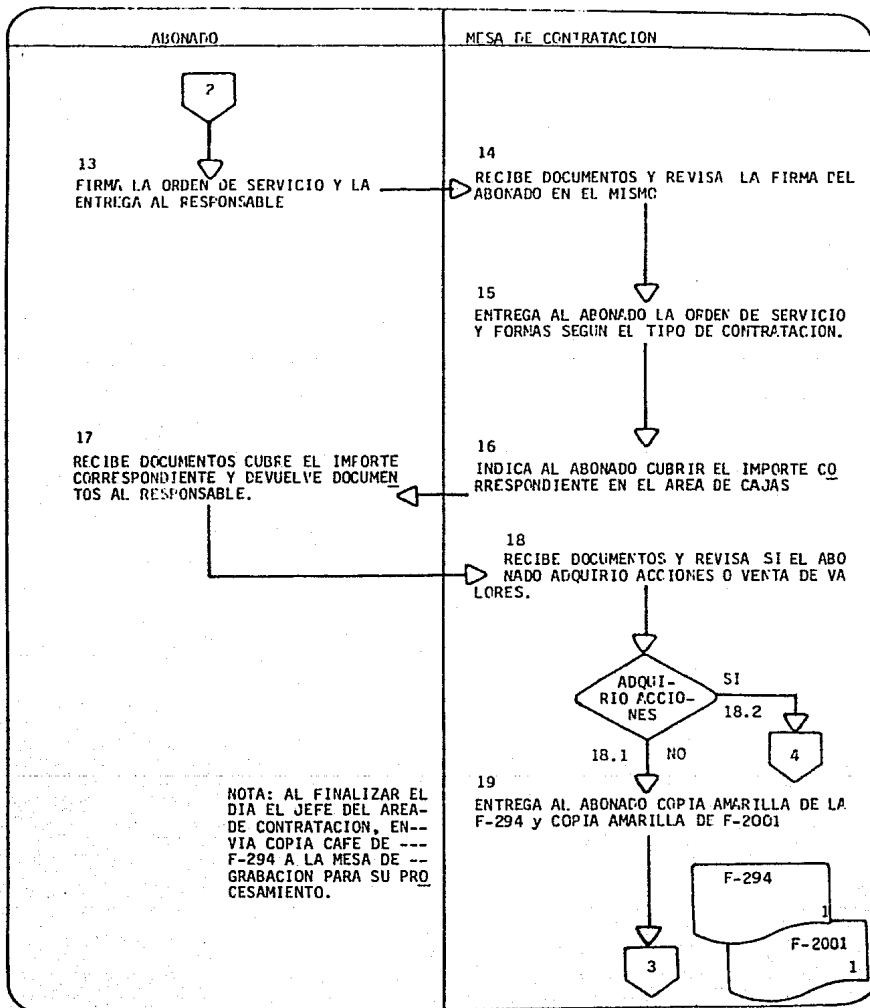 ABONADO
MESA DE CONTRATACION
2
13
FIRMA LA ORDEN DE SERVICIO Y LA
ENTREGA AL RESPONSABLE
14
RECIBE DOCUMENTOS Y REVISA LA FIRMA DEL
ABONADO EN EL MISMO
15
ENTREGA AL ABONADO LA ORDEN DE SERVICIO
Y FORMAS SEGUN EL TIPO DE CONTRATACION.
16
INDICA AL ABONADO CUBRIR EL IMPORTE CO
RRESPONDIENTE EN EL AREA DE CAJAS
17
RECIBE DOCUMENTOS CUBRE EL IMFORTE
CORRESPONDIENTE Y DEVUELVE DOCUMEN
TOS AL RESPONSABLE.
18
RECIBE DOCUMENTOS Y REVISA SI EL ABO
NADO ADQUIRIO ACCIONES O VENTA DE VA
LORES.
ADQUI-
RIO ACCIO-
NES
SI
18.2
4
18.1 NO
19
ENTREGA AL ABONADO COPIA AMARILLA DE LA
F-294 y COPIA AMARILLA DE F-2001
NOTA: AL FINALIZAR EL
DIA EL JEFE DEL AREA-
DE CONTRATACION, EN--
VIA COPIA CAFE DE ---
F-294 A LA MESA DE --
GRABACION PARA SU PRO
CESAMIENTO.
F-294
1
F-2001
1
3